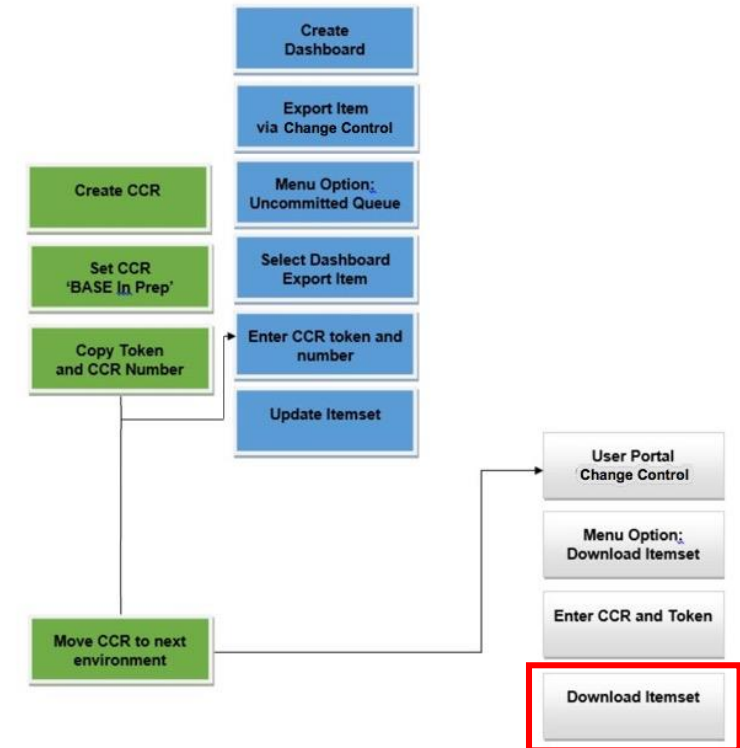 Create
Dashboard
Export Item
via Change Control
Menu Option:
Uncommitted Queue
Select Dashboard
Export Item
Enter CCR token and
number
Update Itemset
Create CCR
Set CCR
‘BASE In Prep’
Copy Token
and CCR Number
Move CCR to next
environment
User Portal
‘Change Control
Menu Option:
Download Itemset
Enter CCR and Token
Download Itemset